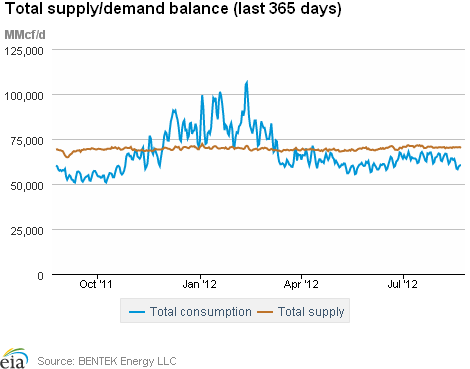 Total supply/demand balance (last 365 days)
MMcf/d
125,000
100,000
75,000
50,000
25,000
0
Oct '11
Jan '12
Apr '12
Jul '12
Total consumption
Total supply
eia
Source: BENTEK Energy LLC